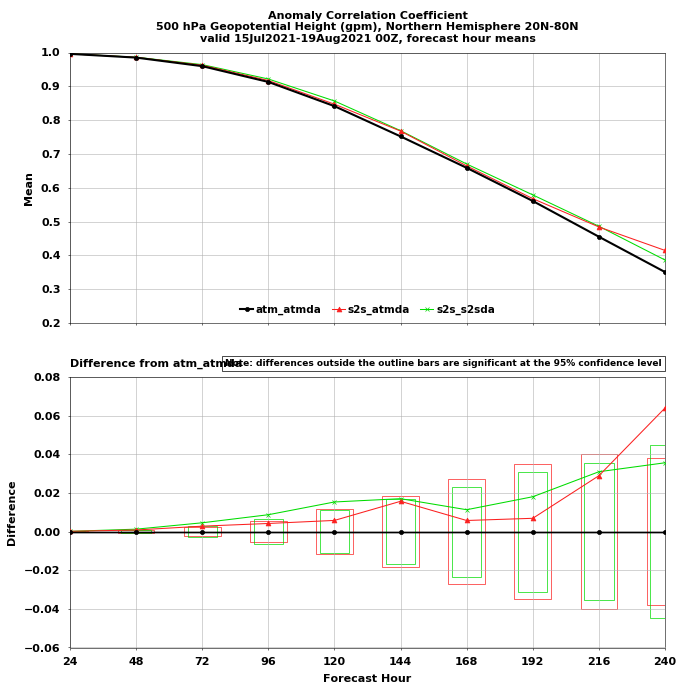 Anomaly Correlation Coefficient
500 hPa Geopotential Height (gpm), Northern Hemisphere 20N-80N
valid 15Jul2021-19Aug2021 00Z, forecast hour means
1.0
0.9
0.8
0.7
0.6
0.5
0.4
0.3
0.2
Mean
atm_atmda s2s_atmda s2s_s2sda
Difference from atm_atmda
Note: differences outside the outline bars are significant at the 95% confidence level
0.08
0.06
0.04
0.02
0.00
−0.02
−0.04
−0.06
Difference
24 48 72 96 120 144 168 192 216 240
Forecast Hour